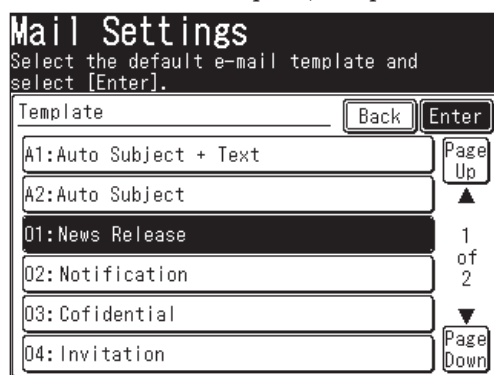 Mail Settings
Select the default e-mail template and
select [Enter].
Template
Back
Enter
A1:Auto Subject + Text
A2:Auto Subject
01:News Release
02:Notification
03:Cofidential
04:Invitation
Page
Up
1
of
2
Page
Down